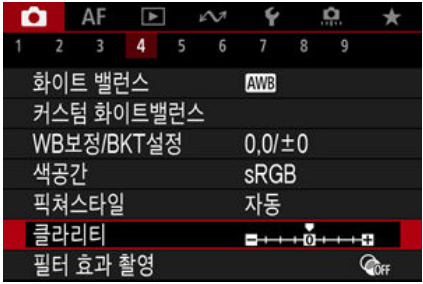 AF
1 2 3 4 5 6 7 8 9
화이트 밸런스 AWB
커스텀 화이트밸런스
WB보정/BKT설정 0,0/±0
색공간 sRGB
픽쳐스타일 자동
클라리티 0
필터 효과 촬영 OFF